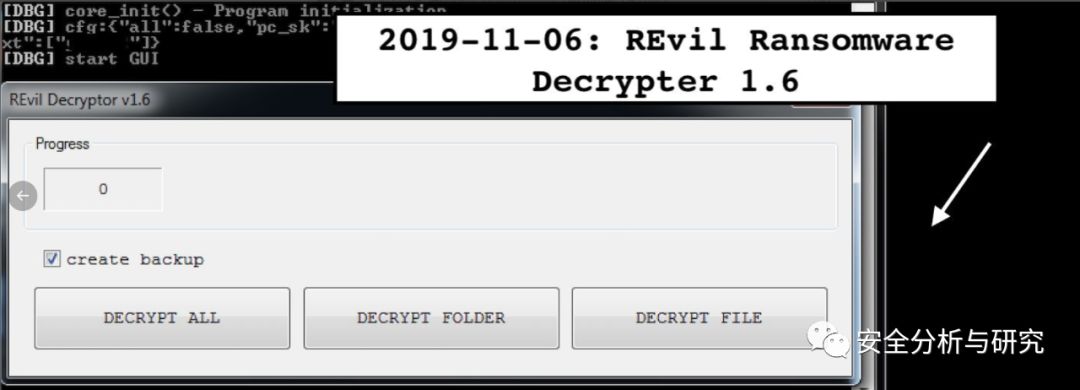 [DBG] core_init() - Program initialization
[DBG] cfg:{"all":false,"pc_sk":"
xt":["        "]}
[DBG] start GUI
2019-11-06: REvil Ransomware
Decrypter 1.6
REvil Decryptor v1.6
Progress
0
create backup
DECRYPT ALL
DECRYPT FOLDER
DECRYPT FILE
安全分析与研究